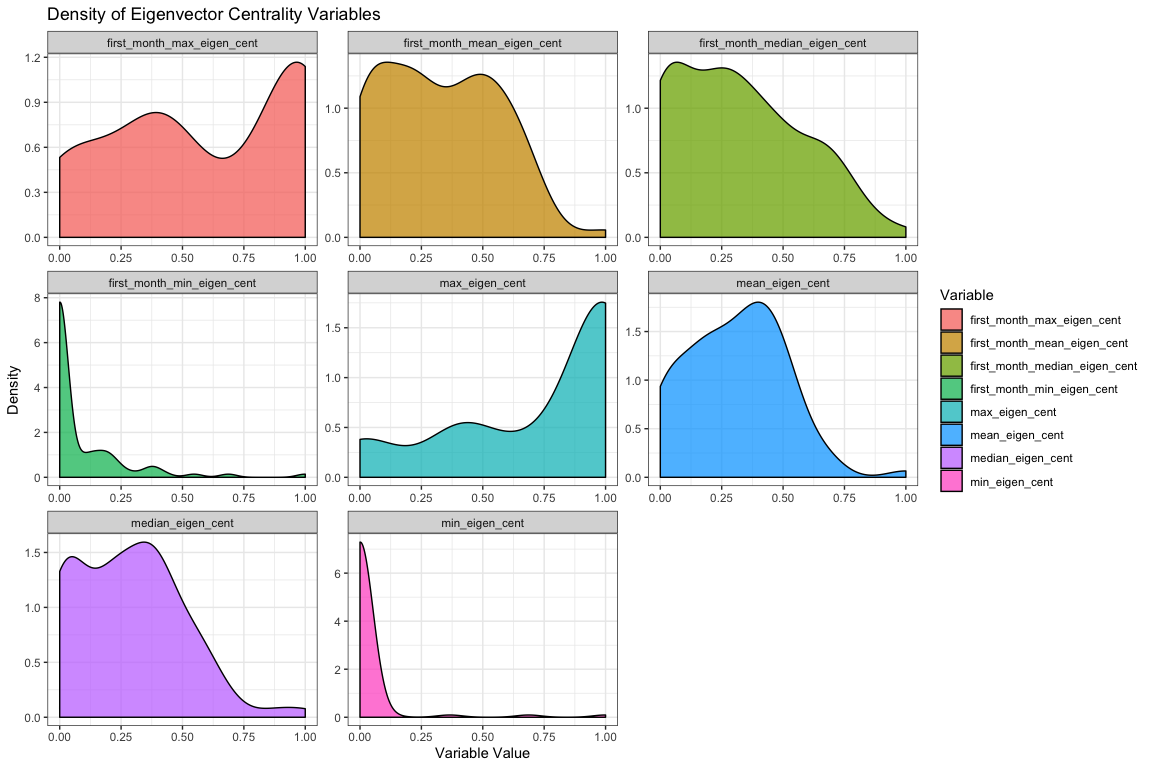 Density of Eigenvector Centrality Variables
first_month_max_eigen_cent
first_month_mean_eigen_cent
first_month_median_eigen_cent
1.2
0.9
0.6
0.3
0.0
1.0
0.5
0.0
1.0
0.5
0.0
0.00 0.25 0.50 0.75 1.00
0.00 0.25 0.50 0.75 1.00
0.00 0.25 0.50 0.75 1.00
first_month_min_eigen_cent
max_eigen_cent
mean_eigen_cent
8
6
4
2
0
1.5
1.0
0.5
0.0
1.5
1.0
0.5
0.0
0.00 0.25 0.50 0.75 1.00
0.00 0.25 0.50 0.75 1.00
0.00 0.25 0.50 0.75 1.00
median_eigen_cent
min_eigen_cent
1.5
1.0
0.5
0.0
6
4
2
0
0.00 0.25 0.50 0.75 1.00
0.00 0.25 0.50 0.75 1.00
Density
Variable Value
Variable
first_month_max_eigen_cent
first_month_mean_eigen_cent
first_month_median_eigen_cent
first_month_min_eigen_cent
max_eigen_cent
mean_eigen_cent
median_eigen_cent
min_eigen_cent